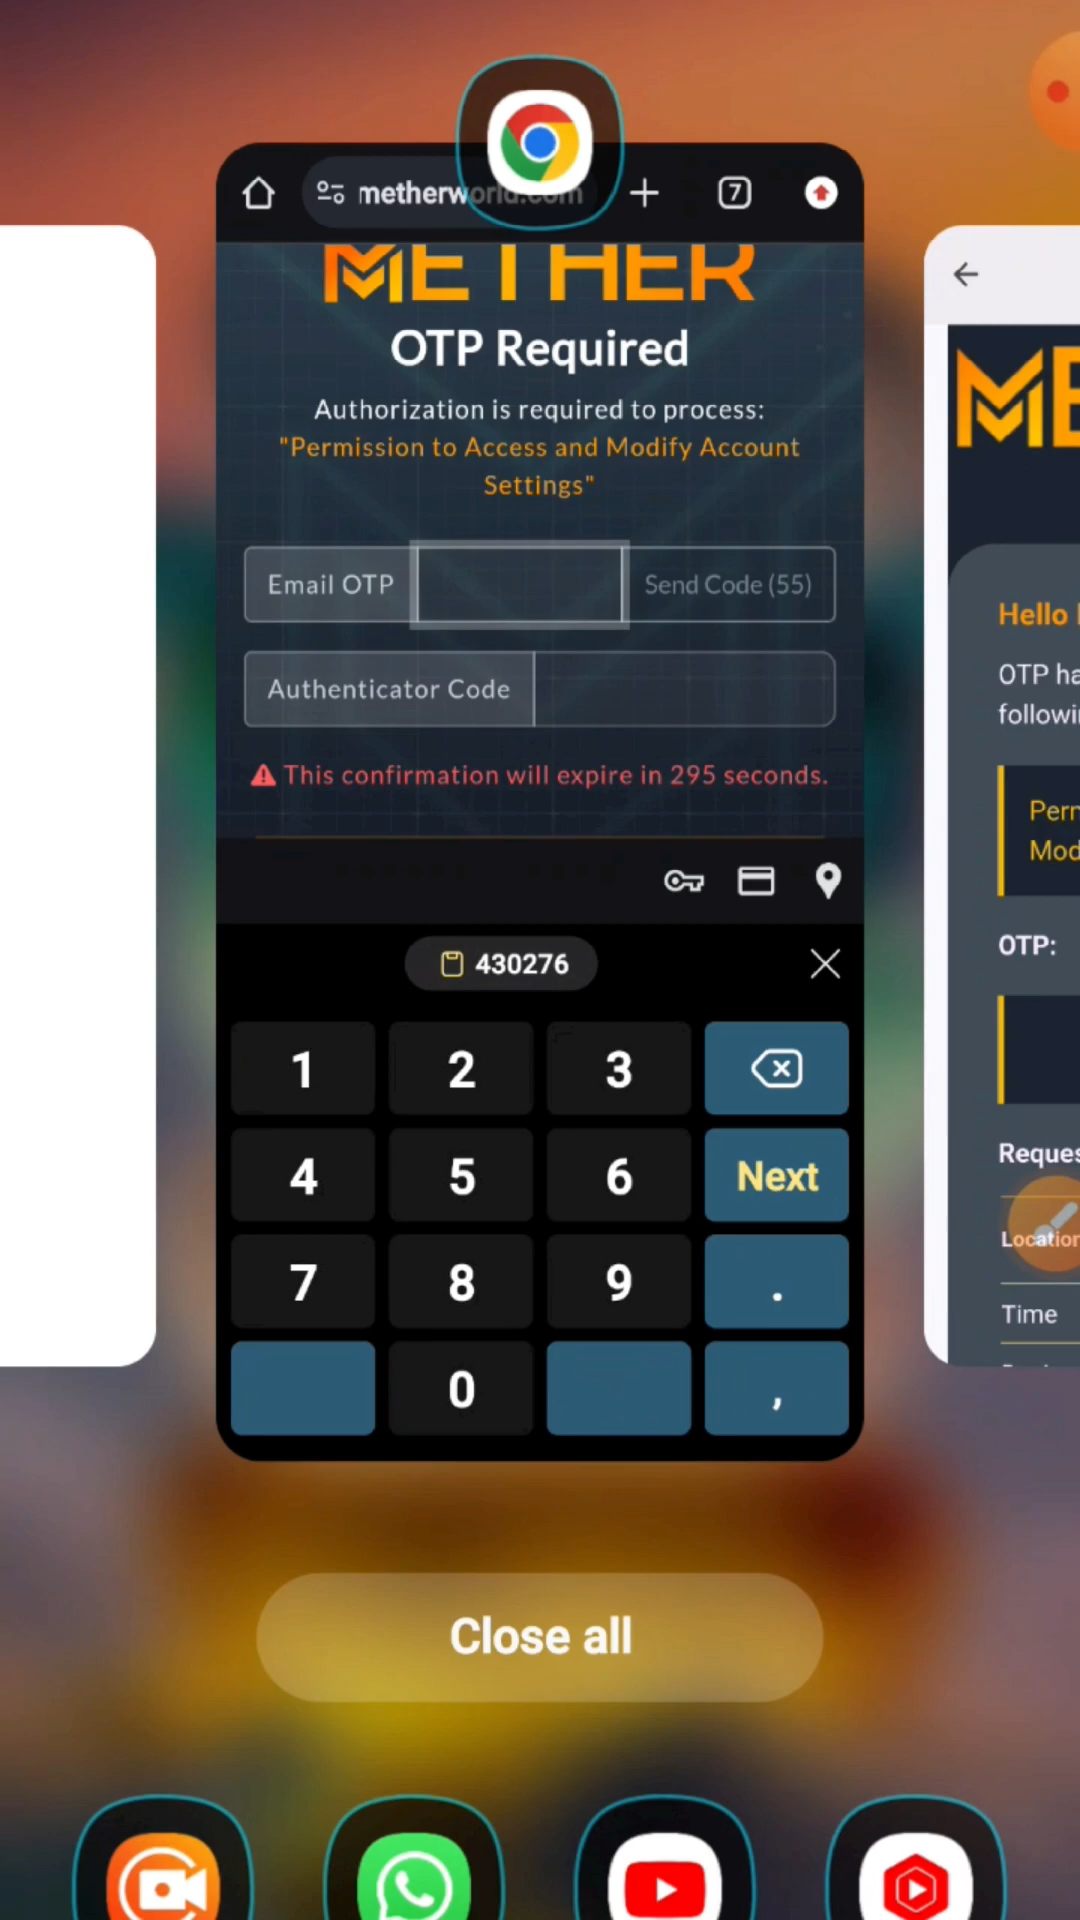 metherworld.com
7
METHER
OTP Required
Authorization is required to process:
"Permission to Access and Modify Account
Settings"
Email OTP
Send Code (55)
Authenticator Code
This confirmation will expire in 295 seconds.
430276
1 2 3
4 5 6 Next
7 8 9 .
0 ,
Close all
ME
Hello
OTP ha
followi
Perm
Mod
OTP:
Reques
Location
Time